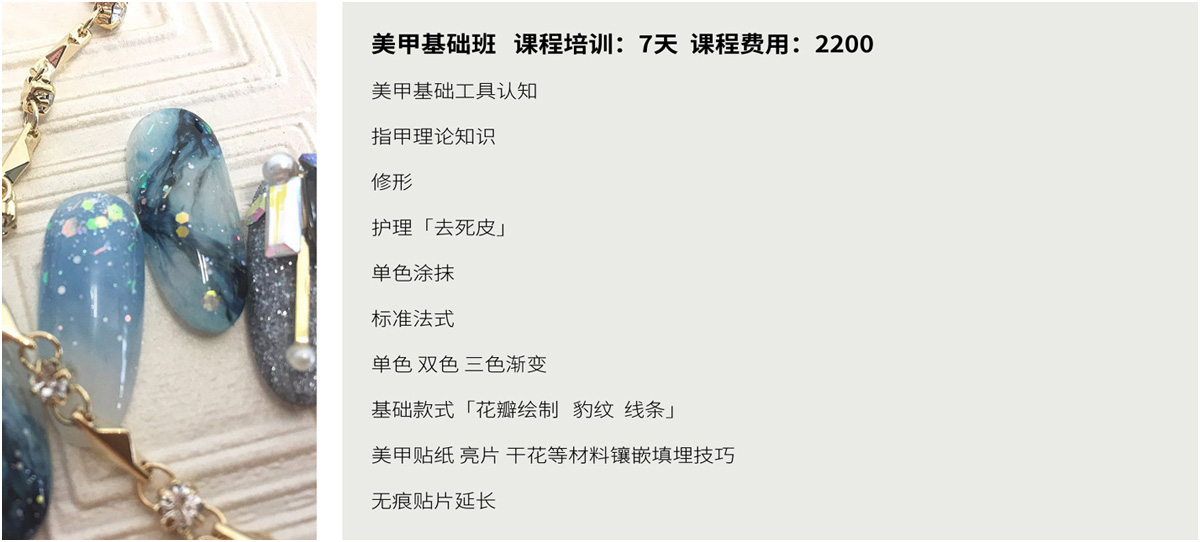 美甲基础班 课程培训：7天 课程费用：2200
美甲基础工具认知
指甲理论知识
修形
护理「去死皮」
单色涂抹
标准法式
单色 双色 三色渐变
基础款式「花瓣绘制 豹纹 线条」
美甲贴纸 亮片 干花等材料镶嵌填埋技巧
无痕贴片延长